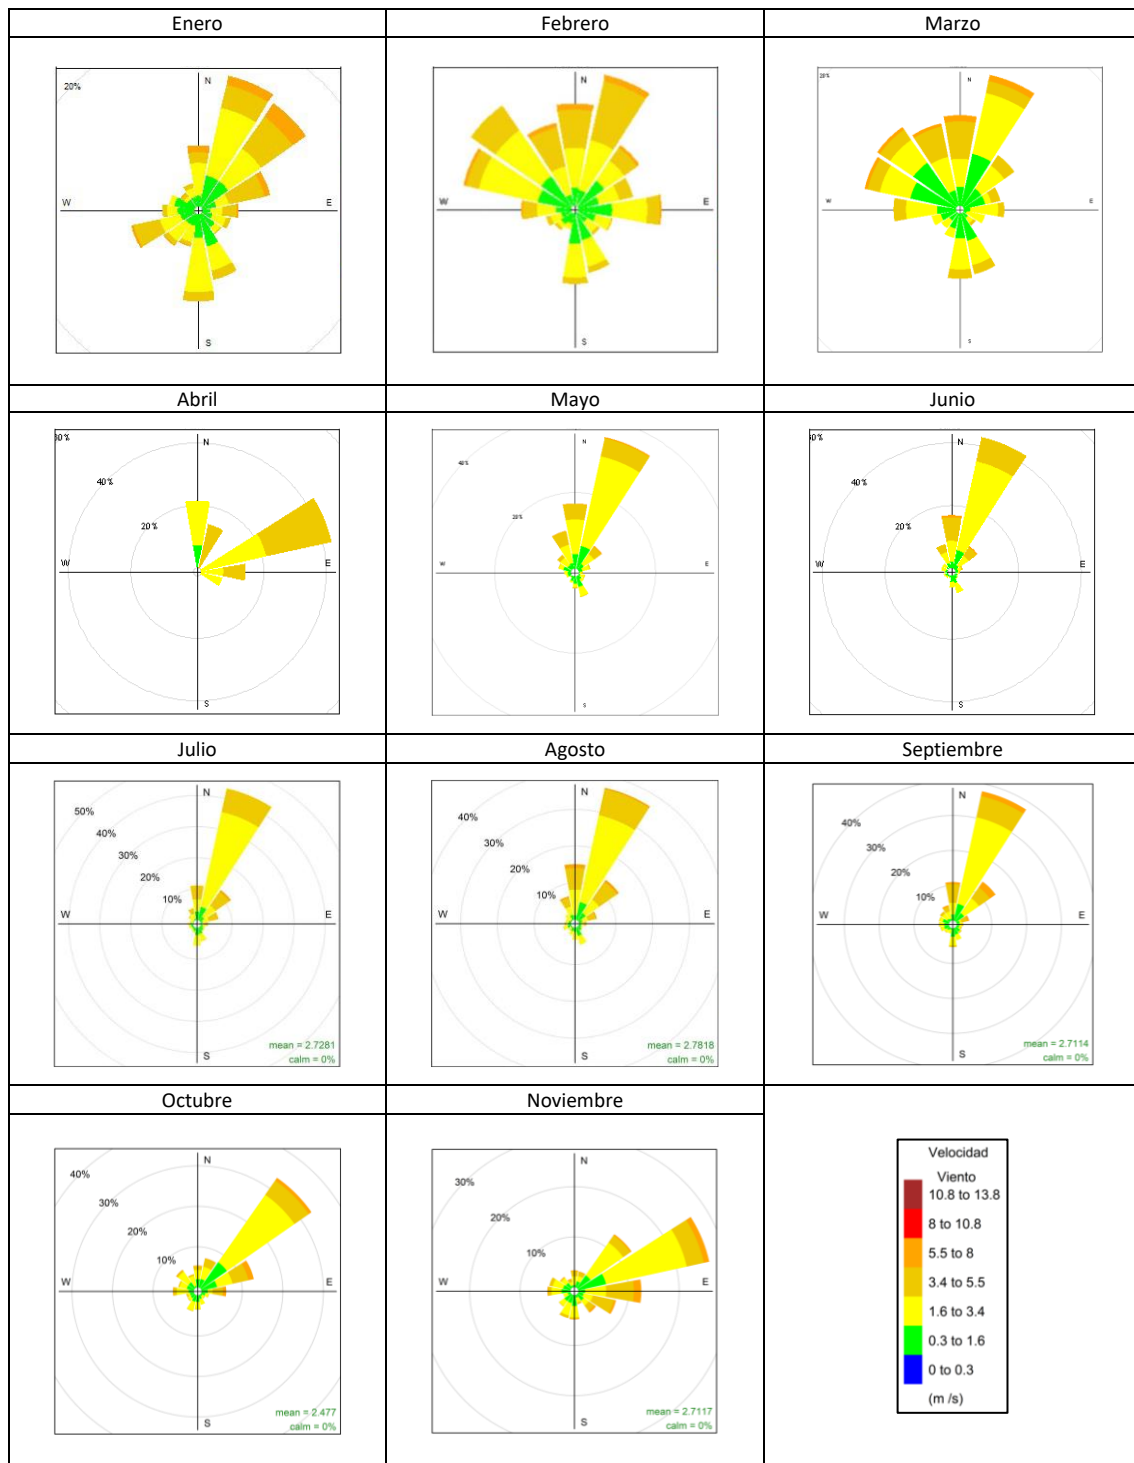 Enero
Febrero
Marzo
20%
N
W
E
S
N
W
E
S
20%
N
W
E
S
Abril
Mayo
Junio
40%
20%
N
W
E
S
40%
20%
N
W
E
S
40%
20%
N
W
E
S
Julio
Agosto
Septiembre
50%
40%
30%
20%
10%
N
W
E
S
mean = 2.7281
calm = 0%
40%
30%
20%
10%
N
W
E
S
mean = 2.7818
calm = 0%
40%
30%
20%
10%
N
W
E
S
mean = 2.7114
calm = 0%
Octubre
Noviembre
40%
30%
20%
10%
N
W
E
S
mean = 2.477
calm = 0%
30%
20%
10%
N
W
E
S
mean = 2.7117
calm = 0%
Velocidad
Viento
10.8 to 13.8
8 to 10.8
5.5 to 8
3.4 to 5.5
1.6 to 3.4
0.3 to 1.6
0 to 0.3
(m /s)